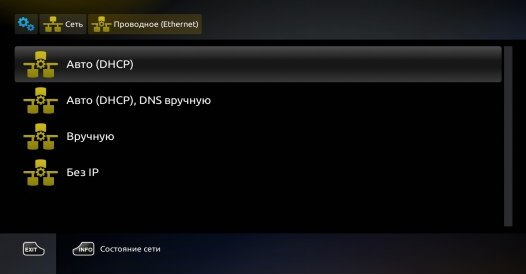 Сеть Проводное (Ethernet)
Авто (DHCP)
Авто (DHCP), DNS вручную
Вручную
Без IP
EXIT INFO Состояние сети